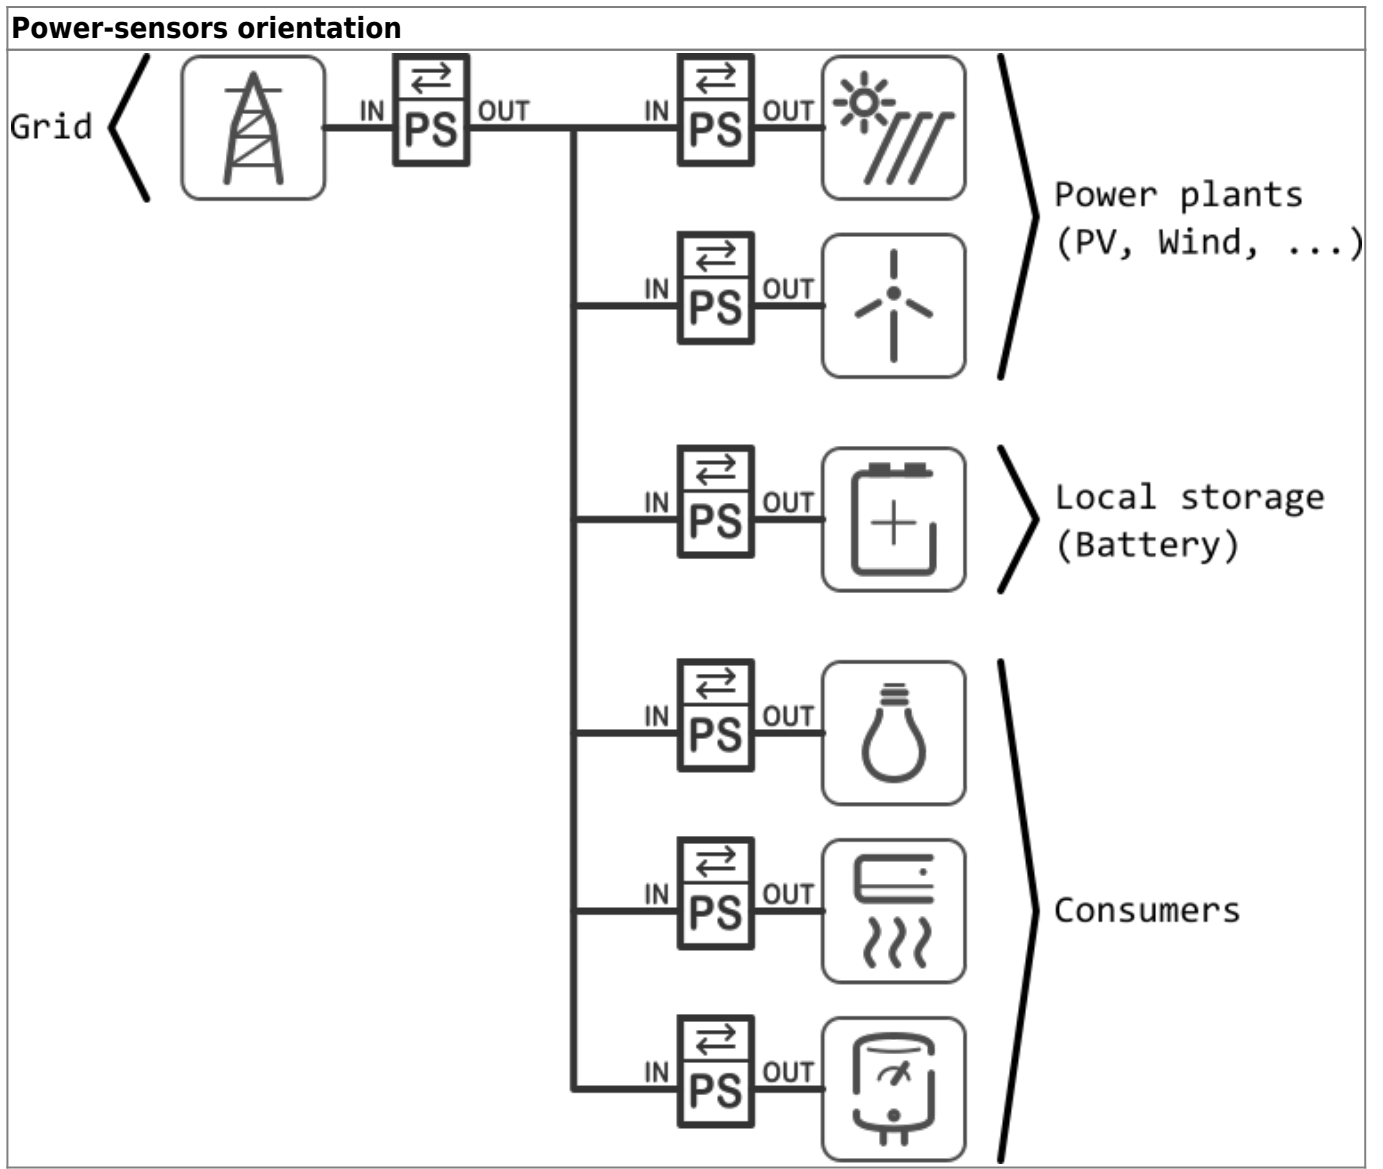 Power-sensors orientation
Grid
IN PS OUT
IN PS OUT
Power plants
(PV, Wind, ...)
IN PS OUT
IN PS OUT
Local storage
(Battery)
IN PS OUT
IN PS OUT
Consumers
IN PS OUT